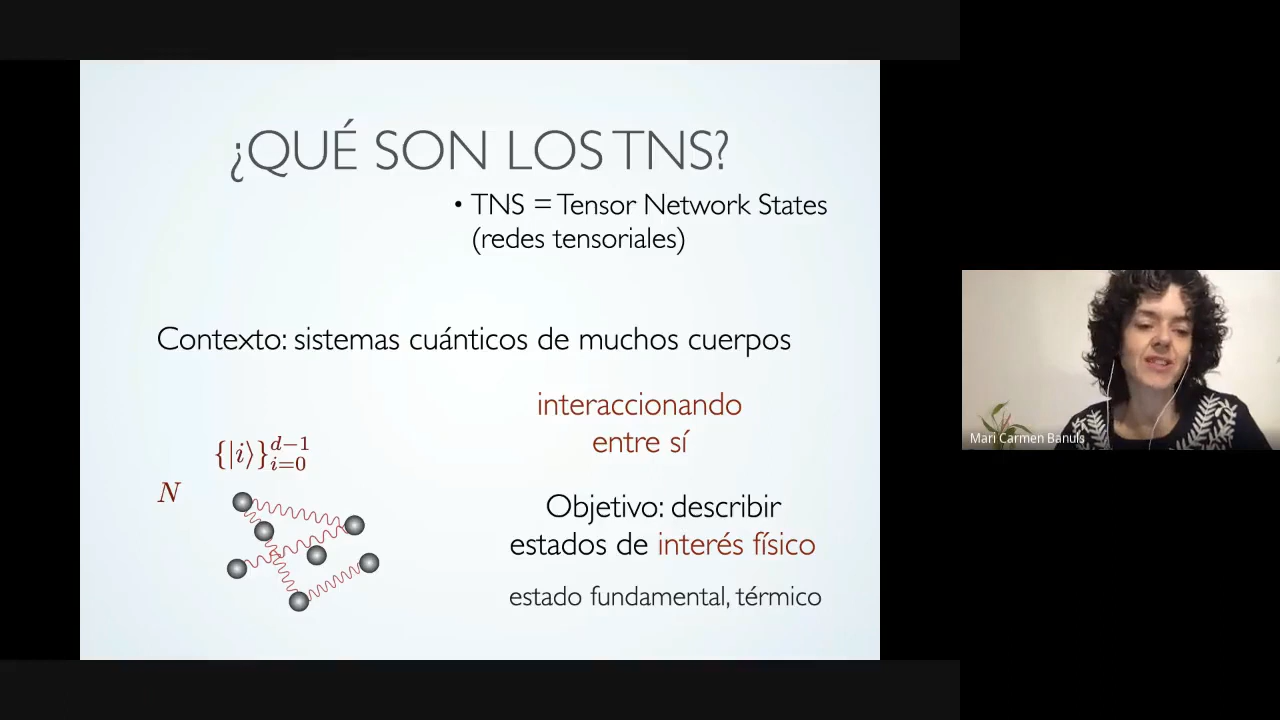 ¿QUÉ SON LOS TNS?
• TNS = Tensor Network States
(redes tensoriales)
Contexto: sistemas cuánticos de muchos cuerpos
interaccionando
entre sí
{|i⟩}_{i=0}^{d−1}
N
Objetivo: describir
estados de interés físico
estado fundamental, térmico
Mari Carmen Banuls